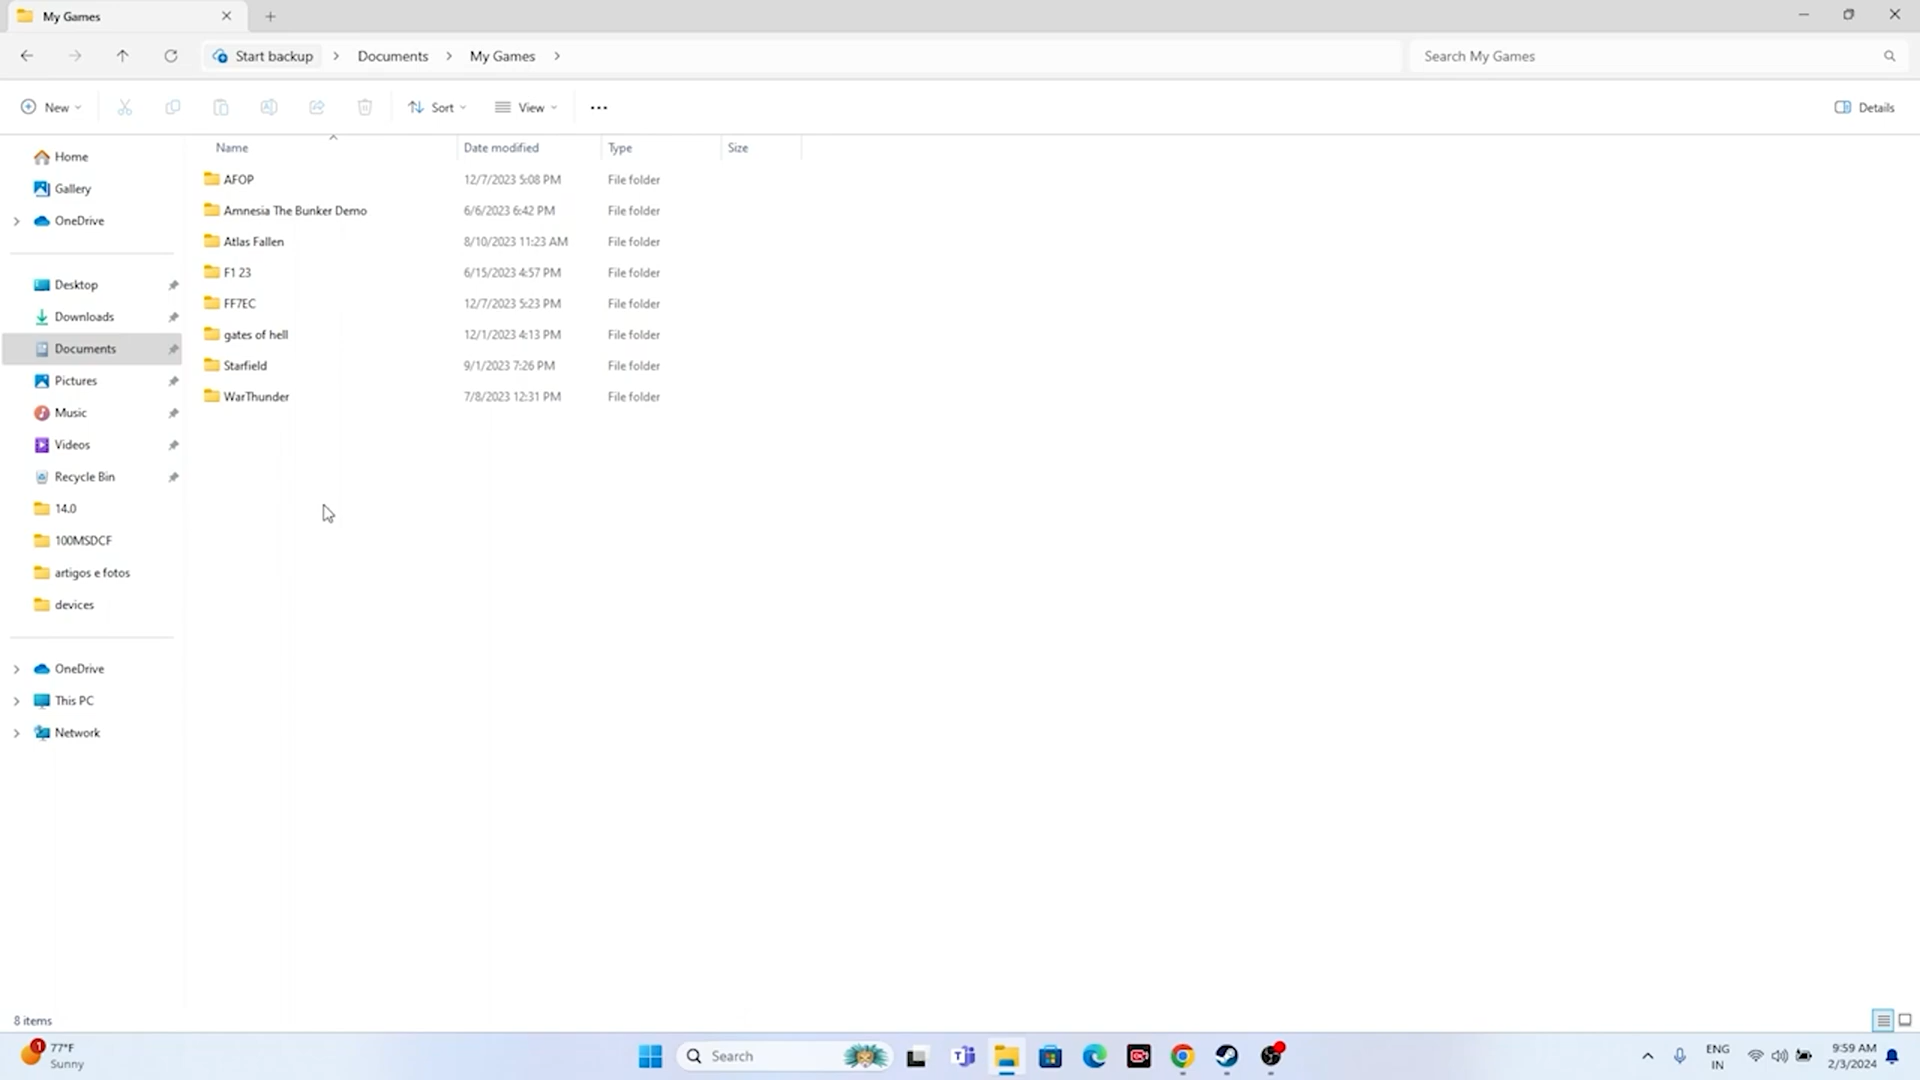 My Games
Start backup > Documents > My Games >
Search My Games
New
Sort
View
Details
Name Date modified Type Size
AFOP 12/7/2023 5:08 PM File folder
Amnesia The Bunker Demo 6/6/2023 6:42 PM File folder
Atlas Fallen 8/10/2023 11:23 AM File folder
F1 23 6/15/2023 4:57 PM File folder
FF7EC 12/7/2023 5:23 PM File folder
gates of hell 12/1/2023 4:13 PM File folder
Starfield 9/1/2023 7:26 PM File folder
WarThunder 7/8/2023 12:31 PM File folder
Home
Gallery
OneDrive
Desktop
Downloads
Documents
Pictures
Music
Videos
Recycle Bin
14.0
100MSDCF
artigos e fotos
devices
OneDrive
This PC
Network
8 items
1
77°F
Sunny
Search
ENG
IN
9:59 AM
2/3/2024